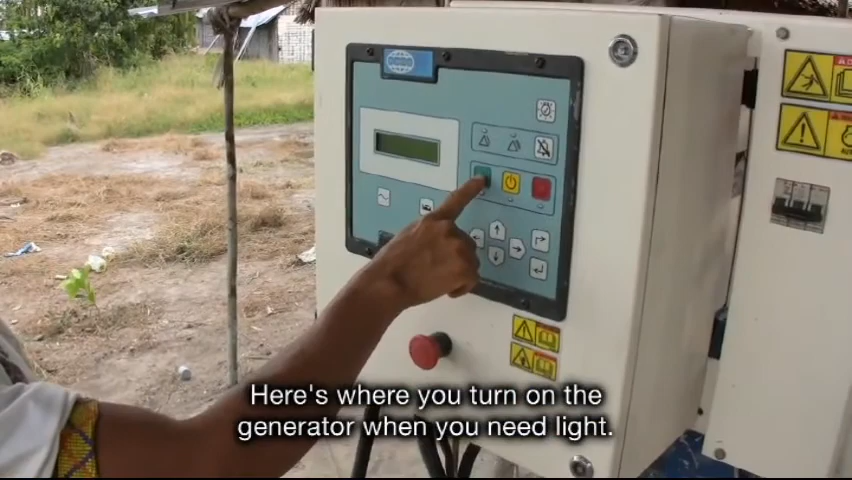 Here's where you turn on the
generator when you need light.